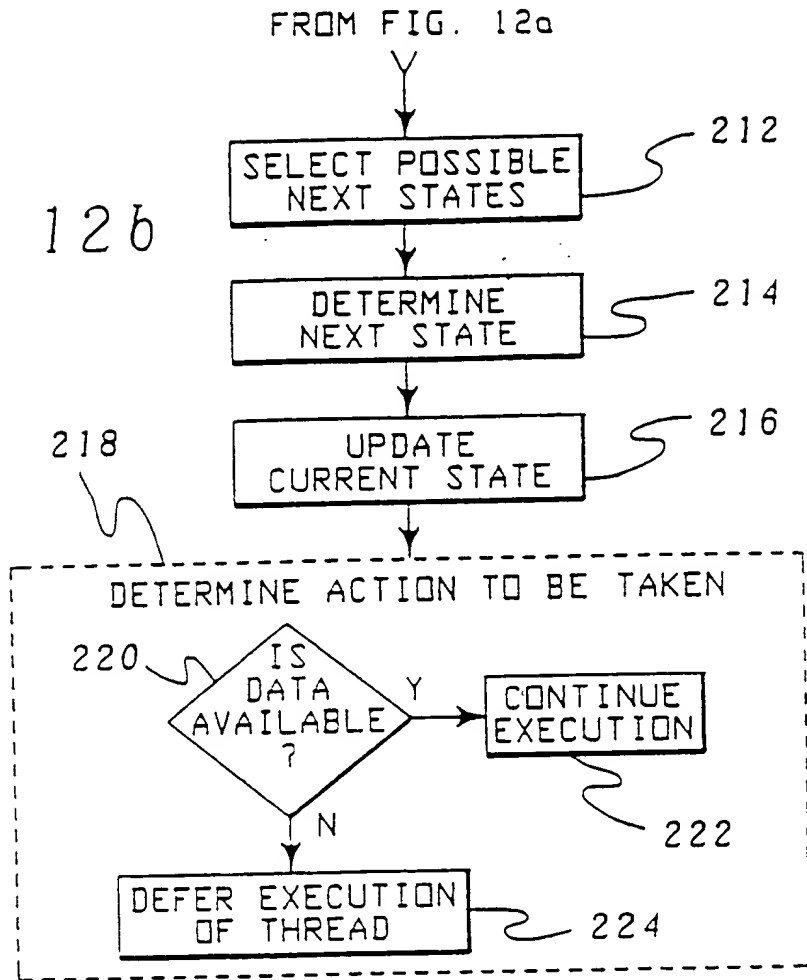 FROM FIG. 12a
212
SELECT POSSIBLE
NEXT STATES
12b
214
DETERMINE
NEXT STATE
216
UPDATE
CURRENT STATE
218
DETERMINE ACTION TO BE TAKEN
220
IS
DATA
AVAILABLE
?
Y
CONTINUE
EXECUTION
222
N
DEFER EXECUTION
OF THREAD
224